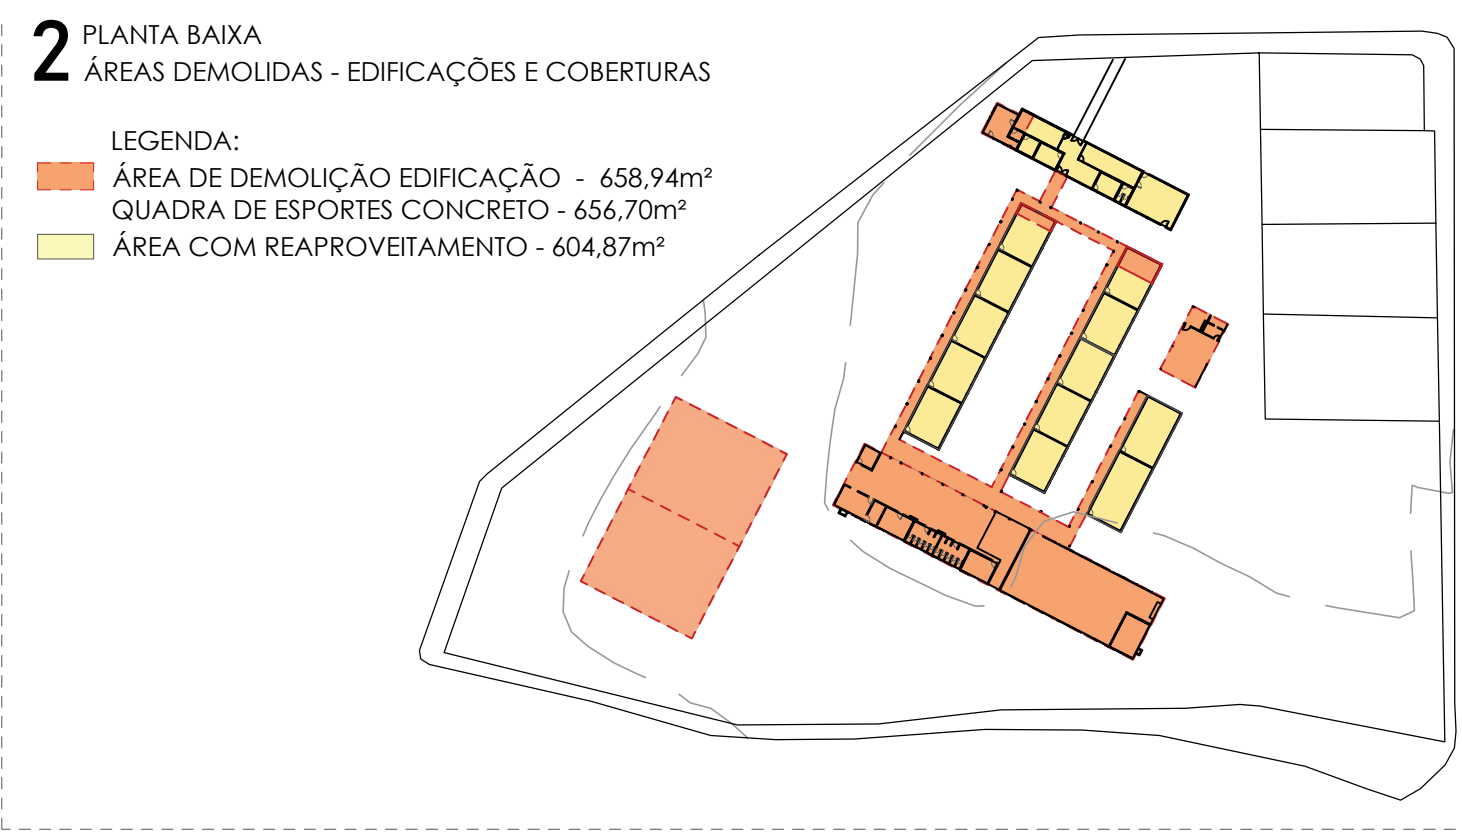 2 PLANTA BAIXA
ÁREAS DEMOLIDAS - EDIFICAÇÕES E COBERTURAS
LEGENDA:
ÁREA DE DEMOLIÇÃO EDIFICAÇÃO - 658,94m²
QUADRA DE ESPORTES CONCRETO - 656,70m²
ÁREA COM REAPROVEITAMENTO - 604,87m²